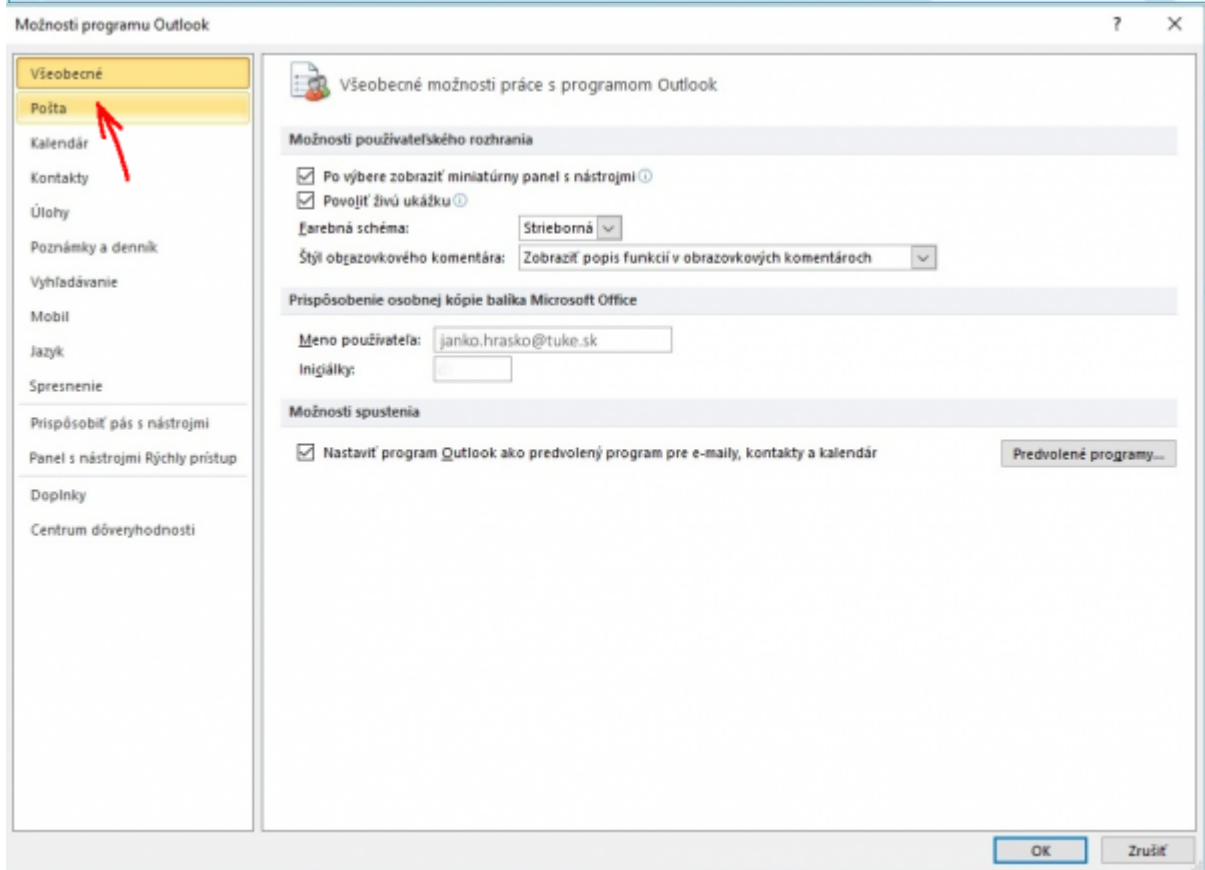 Možnosti programu Outlook
Všeobecné
Pošta
Kalendár
Kontakty
Úlohy
Poznámky a denník
Vyhľadávanie
Mobil
Jazyk
Spresnenie
Prispôsobiť pás s nástrojmi
Panel s nástrojmi Rýchly prístup
Doplnky
Centrum dôveryhodnosti
Všeobecné možnosti práce s programom Outlook
Možnosti používateľského rozhrania
Po výbere zobraziť miniatúrny panel s nástrojmi
Povoliť živú ukážku
Farebná schéma: Strieborná
Štýl obrazovkového komentára: Zobraziť popis funkcií v obrazovkových komentároch
Prispôsobenie osobnej kópie balíka Microsoft Office
Meno používateľa: janko.hrasko@tuke.sk
Iniciálky:
Možnosti spustenia
Nastaviť program Outlook ako predvolený program pre e-maily, kontakty a kalendár Predvolené programy...
OK Zrušiť